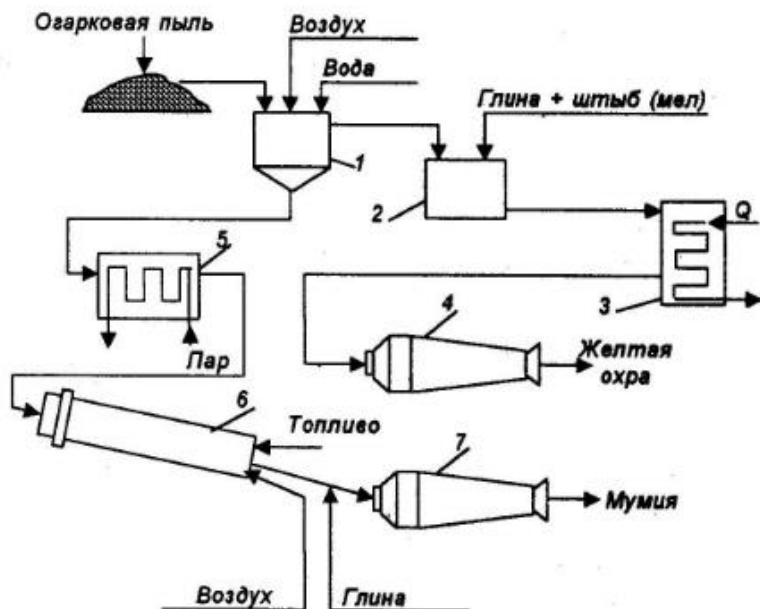 Огарковая пыль
Воздух
Вода
Глина + штыб (мел)
1
2
Q
3
5
Пар
4
Желтая
охра
6
Топливо
7
Мумия
Воздух
Глина